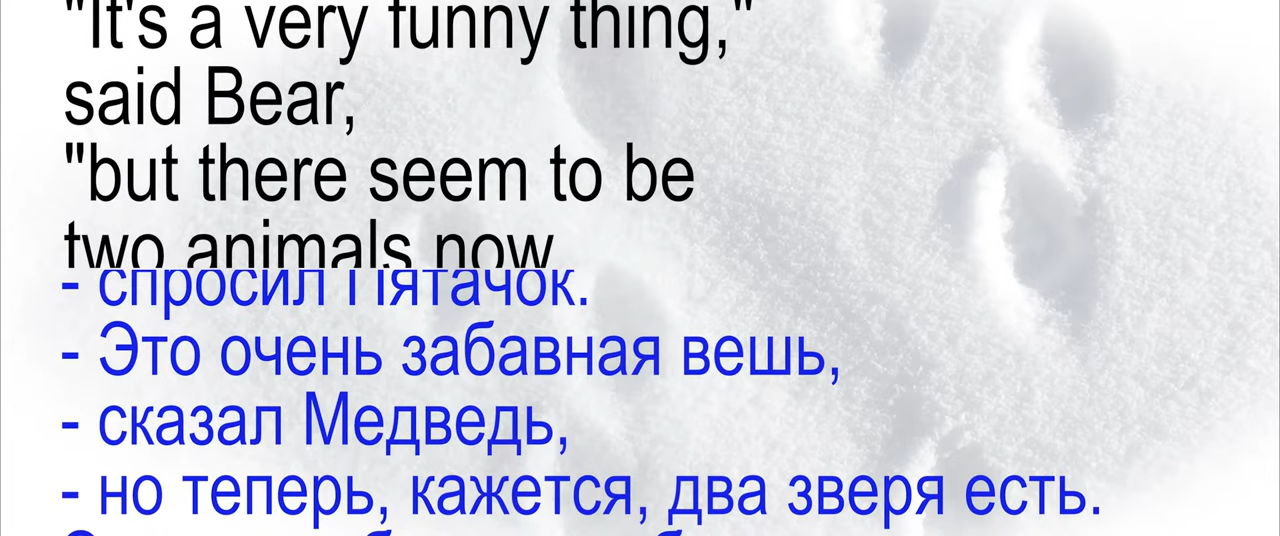 "It's a very funny thing,"
said Bear,
"but there seem to be
two animals now
- спросил Пятачок.
- Это очень забавная вешь,
- сказал Медведь,
- но теперь, кажется, два зверя есть.